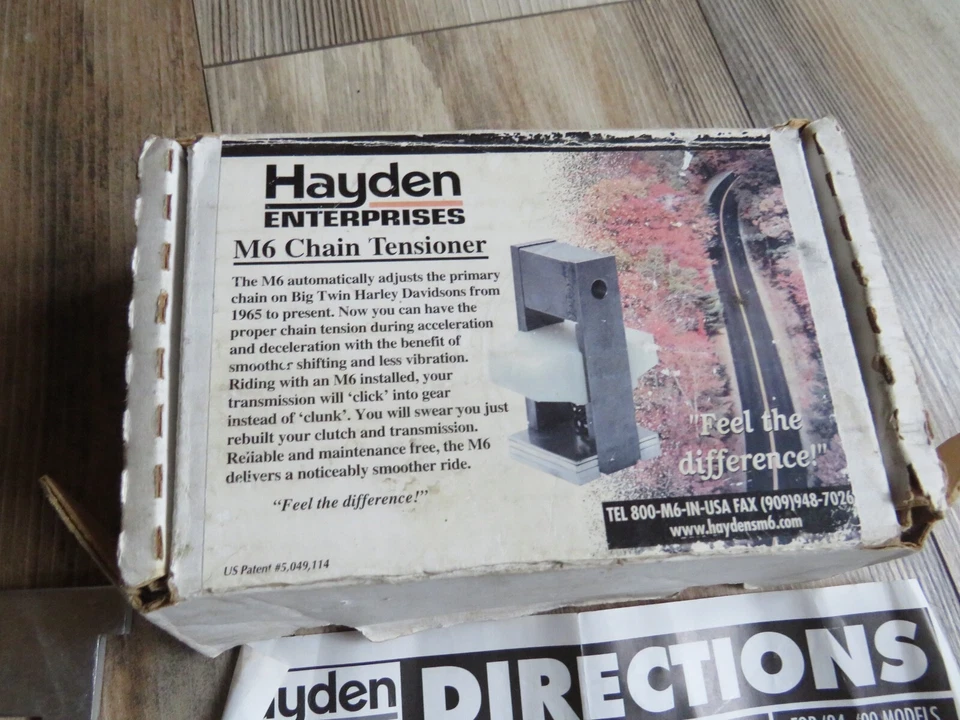 Hayden
ENTERPRISES
M6 Chain Tensioner
The M6 automatically adjusts the primary
chain on Big Twin Harley Davidsons from
1965 to present. Now you can have the
proper chain tension during acceleration
and deceleration with the benefit of
smoother shifting and less vibration.
Riding with an M6 installed, your
transmission will ‘click’ into gear
instead of ‘clunk’. You will swear you just
rebuilt your clutch and transmission.
Reliable and maintenance free, the M6
delivers a noticeably smoother ride.
“Feel the difference!”
US Patent #5,049,114
"Feel the
difference!"
TEL 800-M6-IN-USA FAX (909)948-7026
www.haydensm6.com
Hayden
DIRECTIONS
MODELS